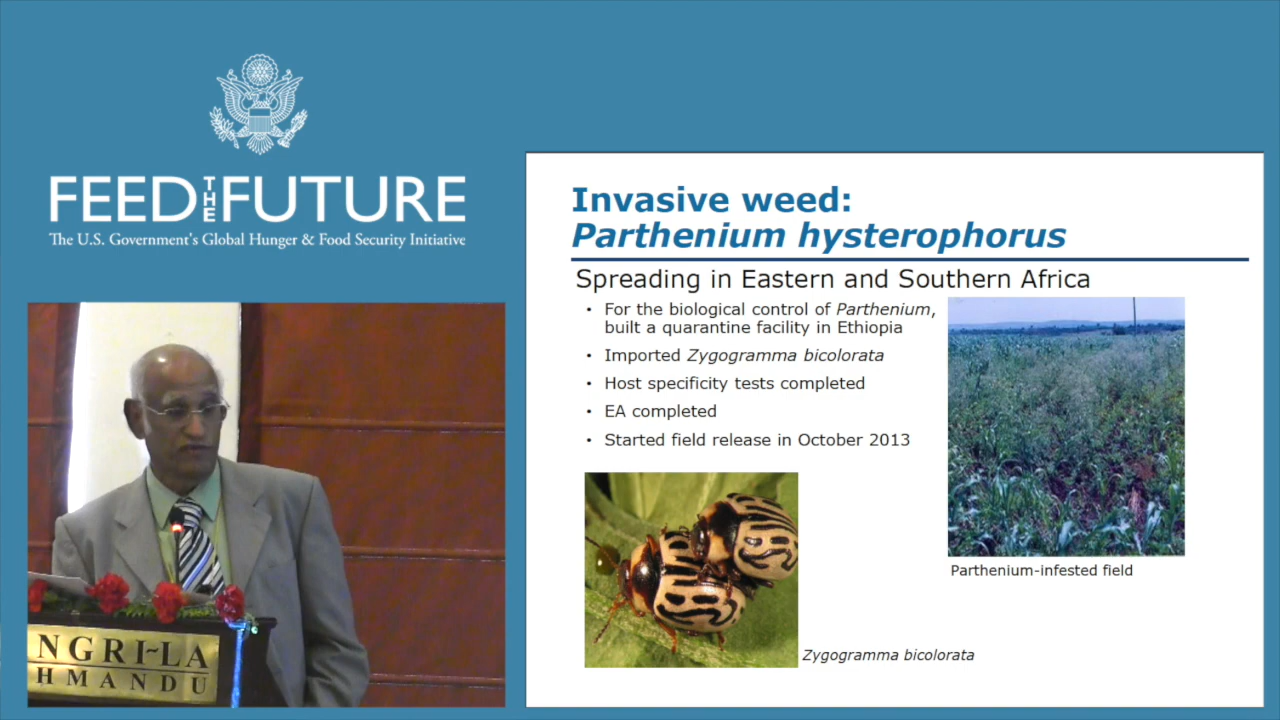 FEED THE FUTURE
The U.S. Government's Global Hunger & Food Security Initiative
NGRI~LA
HMANDU
Invasive weed:
Parthenium hysterophorus
Spreading in Eastern and Southern Africa
• For the biological control of Parthenium,
built a quarantine facility in Ethiopia
• Imported Zygogramma bicolorata
• Host specificity tests completed
• EA completed
• Started field release in October 2013
Parthenium-infested field
Zygogramma bicolorata